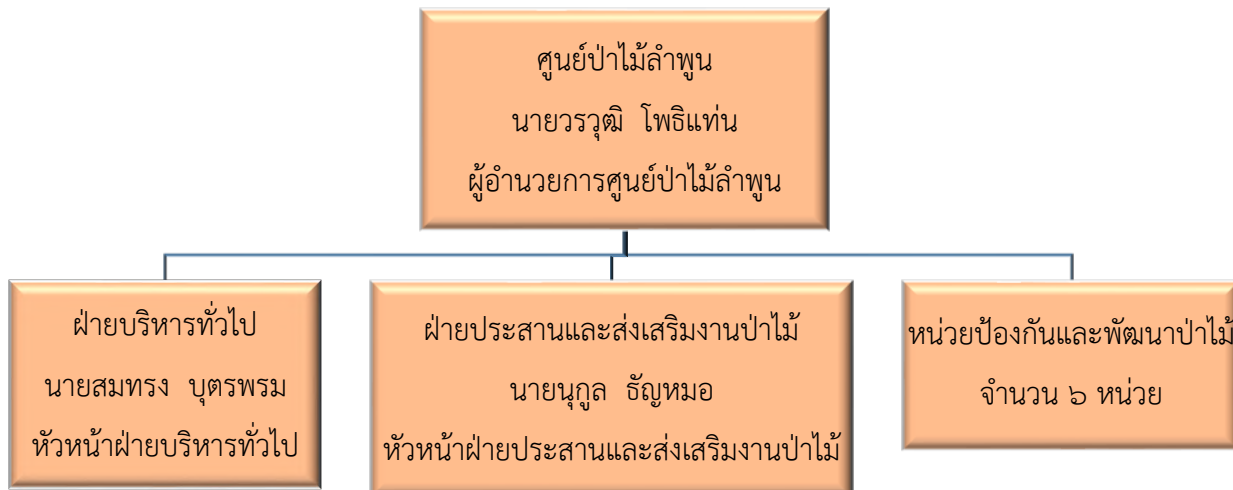 ศูนย์ป่าไม้ลำพูน
นายวรวุฒิ  โพธิแท่น
ผู้อำนวยการศูนย์ป่าไม้ลำพูน
ฝ่ายบริหารทั่วไป
นายสมทรง  บุตรพรม
หัวหน้าฝ่ายบริหารทั่วไป
ฝ่ายประสานและส่งเสริมงานป่าไม้
นายนุกูล  ธัญหมอ
หัวหน้าฝ่ายประสานและส่งเสริมงานป่าไม้
หน่วยป้องกันและพัฒนาป่าไม้
จำนวน ๖ หน่วย